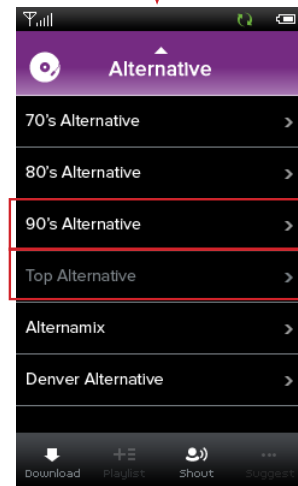 Alternative
70's Alternative
80's Alternative
90's Alternative
Top Alternative
Alternamix
Denver Alternative
Download Playlist Shout Suggest